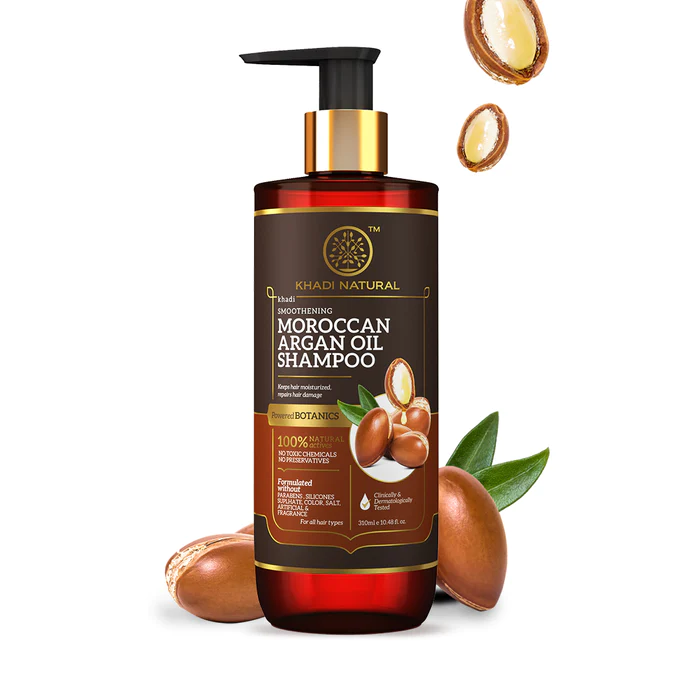 TM
KHADI NATURAL
khadi
SMOOTHENING
MOROCCAN
ARGAN OIL
SHAMPOO
Keeps hair moisturized,
repairs hair damage
Powered BOTANICS
100% NATURAL
actives
NO TOXIC CHEMICALS
NO PRESERVATIVES
Formulated
without
PARABENS, SILICONES
SULPHATE, COLOR, SALT,
ARTIFICIAL &
FRAGRANCE
For all hair types
Clinically &
Dermatologically
Tested
310ml e 10.48 fl. oz.